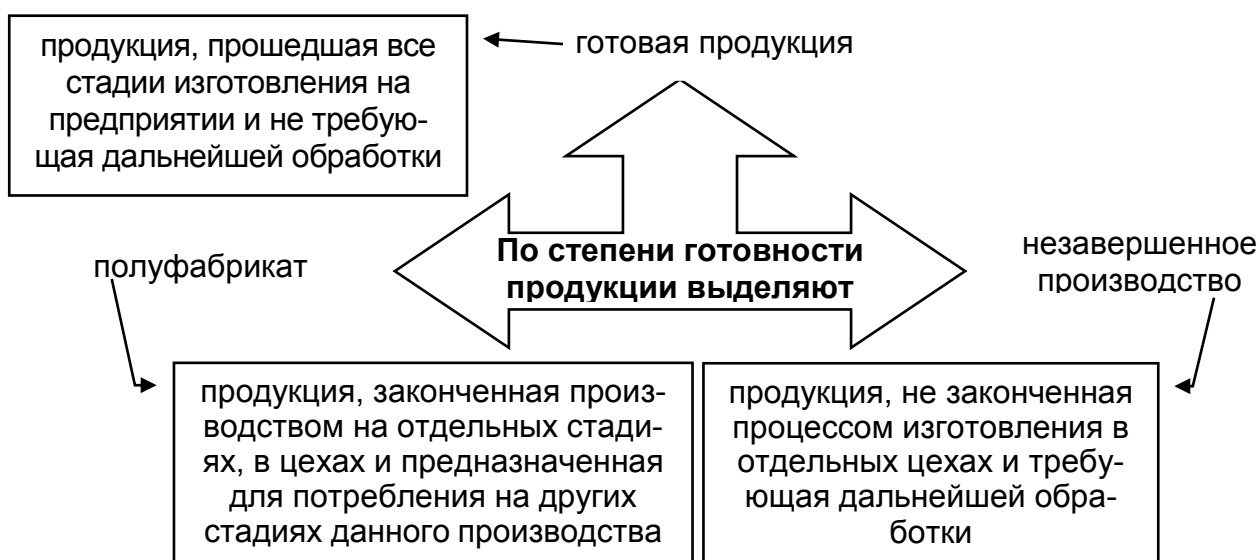 готовая продукция
продукция, прошедшая все
стадии изготовления на
предприятии и не требую-
щая дальнейшей обработки
По степени готовности
продукции выделяют
полуфабрикат
продукция, законченная произ-
водством на отдельных стади-
ях, в цехах и предназначенная
для потребления на других
стадиях данного производства
незавершенное
производство
продукция, не законченная
процессом изготовления в
отдельных цехах и требу-
ющая дальнейшей обра-
ботки